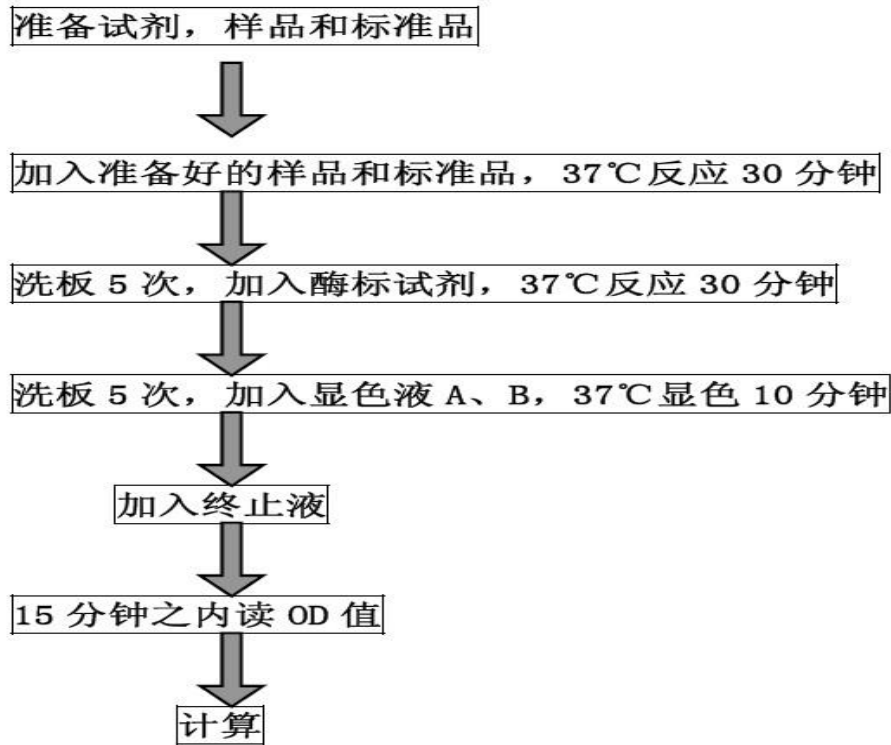 准备试剂，样品和标准品
加入准备好的样品和标准品，37℃反应 30 分钟
洗板 5 次，加入酶标试剂，37℃反应 30 分钟
洗板 5 次，加入显色液 A、B，37℃显色 10 分钟
加入终止液
15 分钟之内读 OD 值
计算